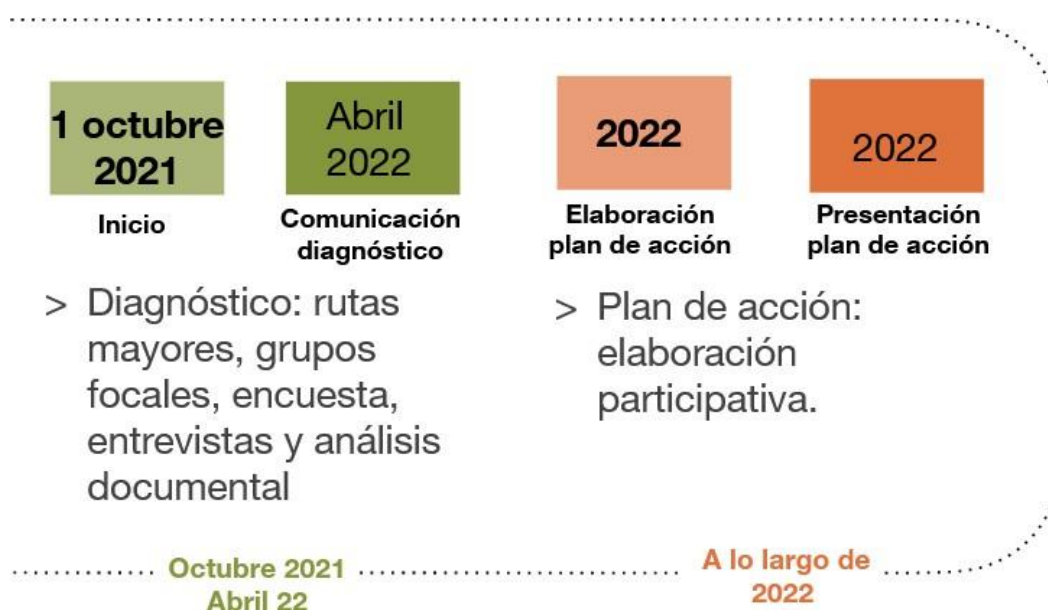 1 octubre
2021
Inicio
Abril
2022
Comunicación
diagnóstico
2022
Elaboración
plan de acción
2022
Presentación
plan de acción
> Diagnóstico: rutas
mayores, grupos
focales, encuesta,
entrevistas y análisis
documental
> Plan de acción:
elaboración
participativa.
Octubre 2021
Abril 22
A lo largo de
2022